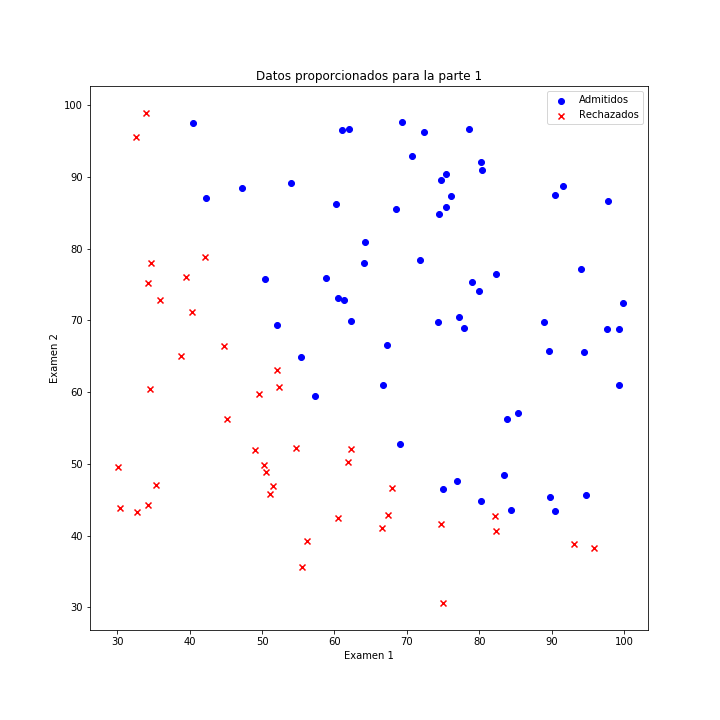 Datos proporcionados para la parte 1
Admitidos
Rechazados
100
90
80
70
60
50
40
30
Examen 2
30 40 50 60 70 80 90 100
Examen 1